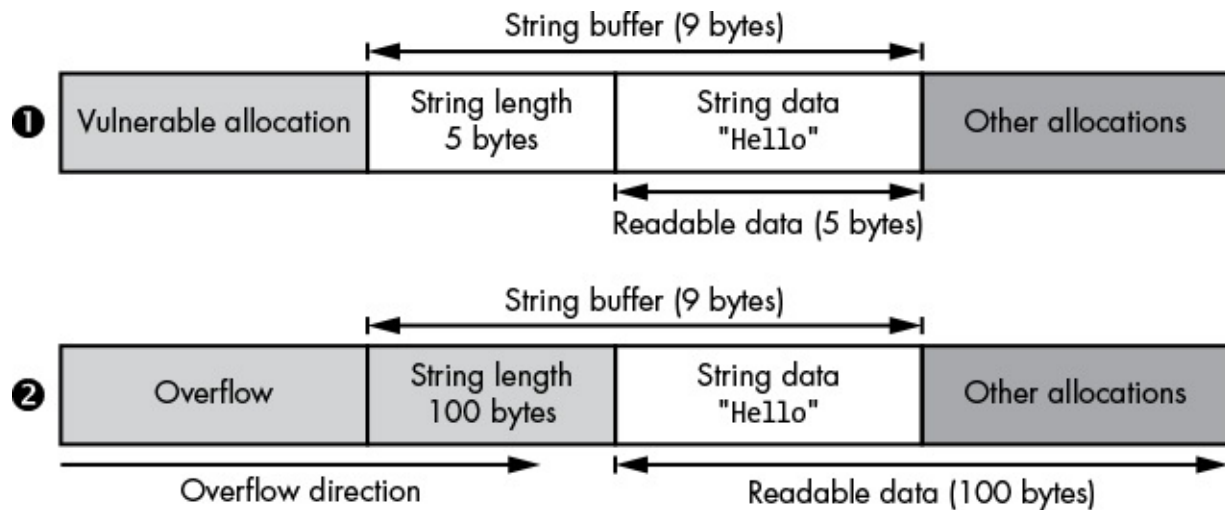 String buffer (9 bytes)
❶
Vulnerable allocation
String length
5 bytes
String data
"Hello"
Other allocations
Readable data (5 bytes)
String buffer (9 bytes)
❷
Overflow
String length
100 bytes
String data
"Hello"
Other allocations
Overflow direction
Readable data (100 bytes)